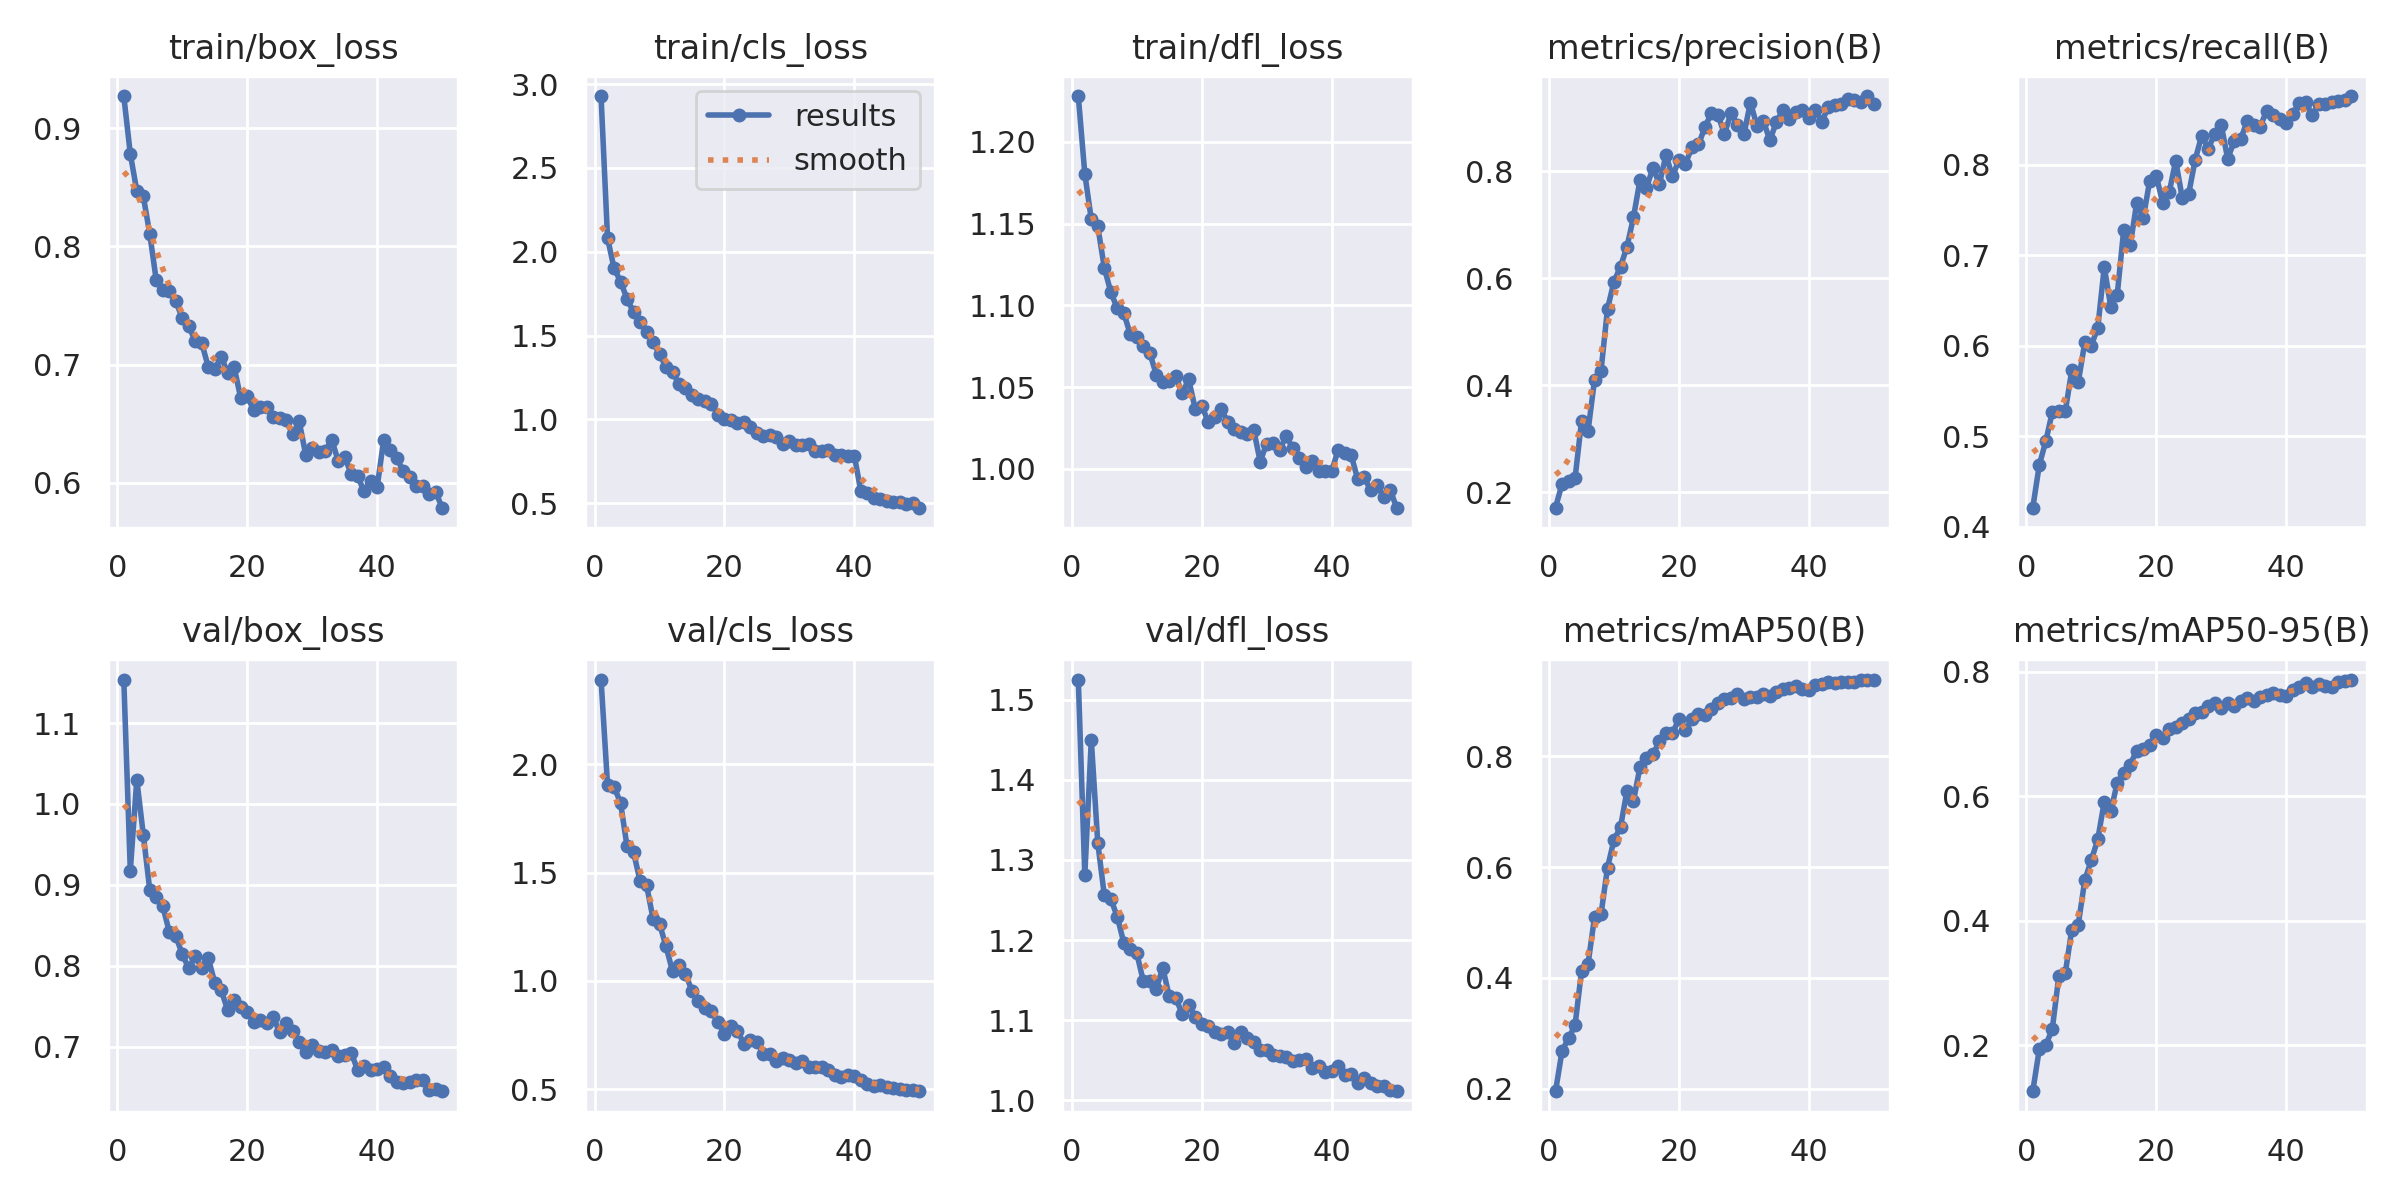 train/box_loss
0.9
0.8
0.7
0.6
0 20 40
train/cls_loss
results
smooth
3.0
2.5
2.0
1.5
1.0
0.5
0 20 40
train/dfl_loss
1.20
1.15
1.10
1.05
1.00
0 20 40
metrics/precision(B)
0.8
0.6
0.4
0.2
0 20 40
metrics/recall(B)
0.8
0.7
0.6
0.5
0.4
0 20 40
val/box_loss
1.1
1.0
0.9
0.8
0.7
0 20 40
val/cls_loss
2.0
1.5
1.0
0.5
0 20 40
val/dfl_loss
1.5
1.4
1.3
1.2
1.1
1.0
0 20 40
metrics/mAP50(B)
0.8
0.6
0.4
0.2
0 20 40
metrics/mAP50-95(B)
0.8
0.6
0.4
0.2
0 20 40